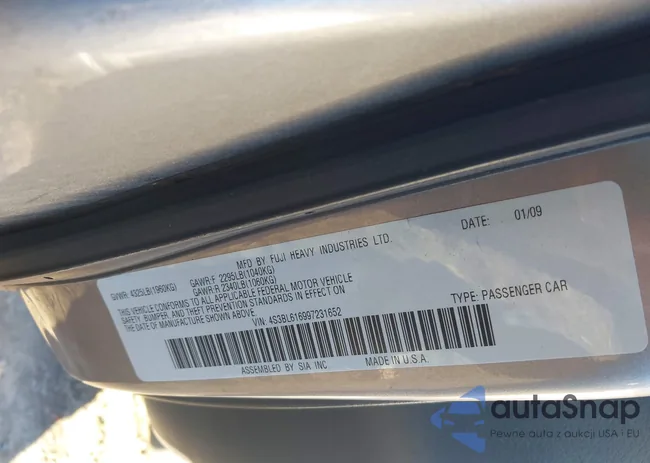 MFD BY FUJI HEAVY INDUSTRIES LTD. DATE: 01/09
GVWR: 4325LB(1960KG) GAWR:F 2295LB(1040KG)
GAWR:R 2340LB(1060KG)
THIS VEHICLE CONFORMS TO ALL APPLICABLE FEDERAL MOTOR VEHICLE
SAFETY, BUMPER, AND THEFT PREVENTION STANDARDS IN EFFECT ON
THE DATE OF MANUFACTURE SHOWN ABOVE.
VIN: 4S3BL616997231652 TYPE: PASSENGER CAR
ASSEMBLED BY SIA INC MADE IN U.S.A.
autaSnap
Pewne auta z aukcji USA i EU